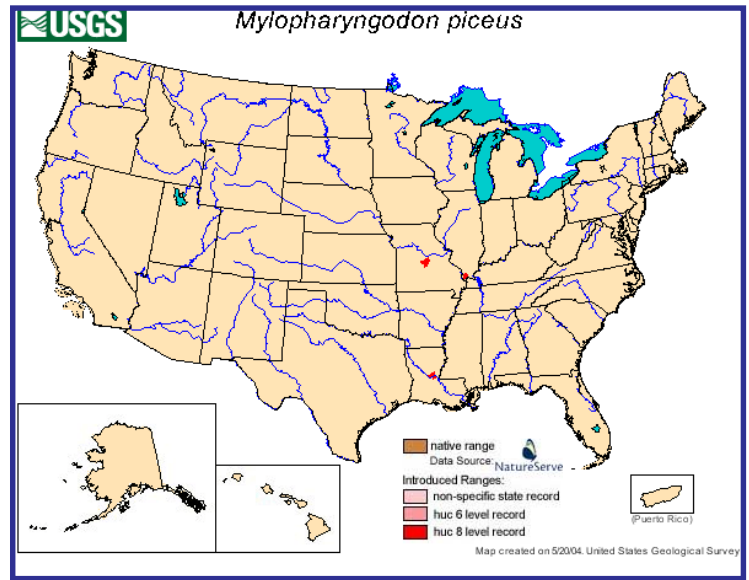 USGS
Mylopharyngodon piceus
native range
Data Source:
NatureServe
Introduced Ranges:
non-specific state record
huc 6 level record
huc 8 level record
(Puerto Rico)
Map created on 5/20/04. United States Geological Survey